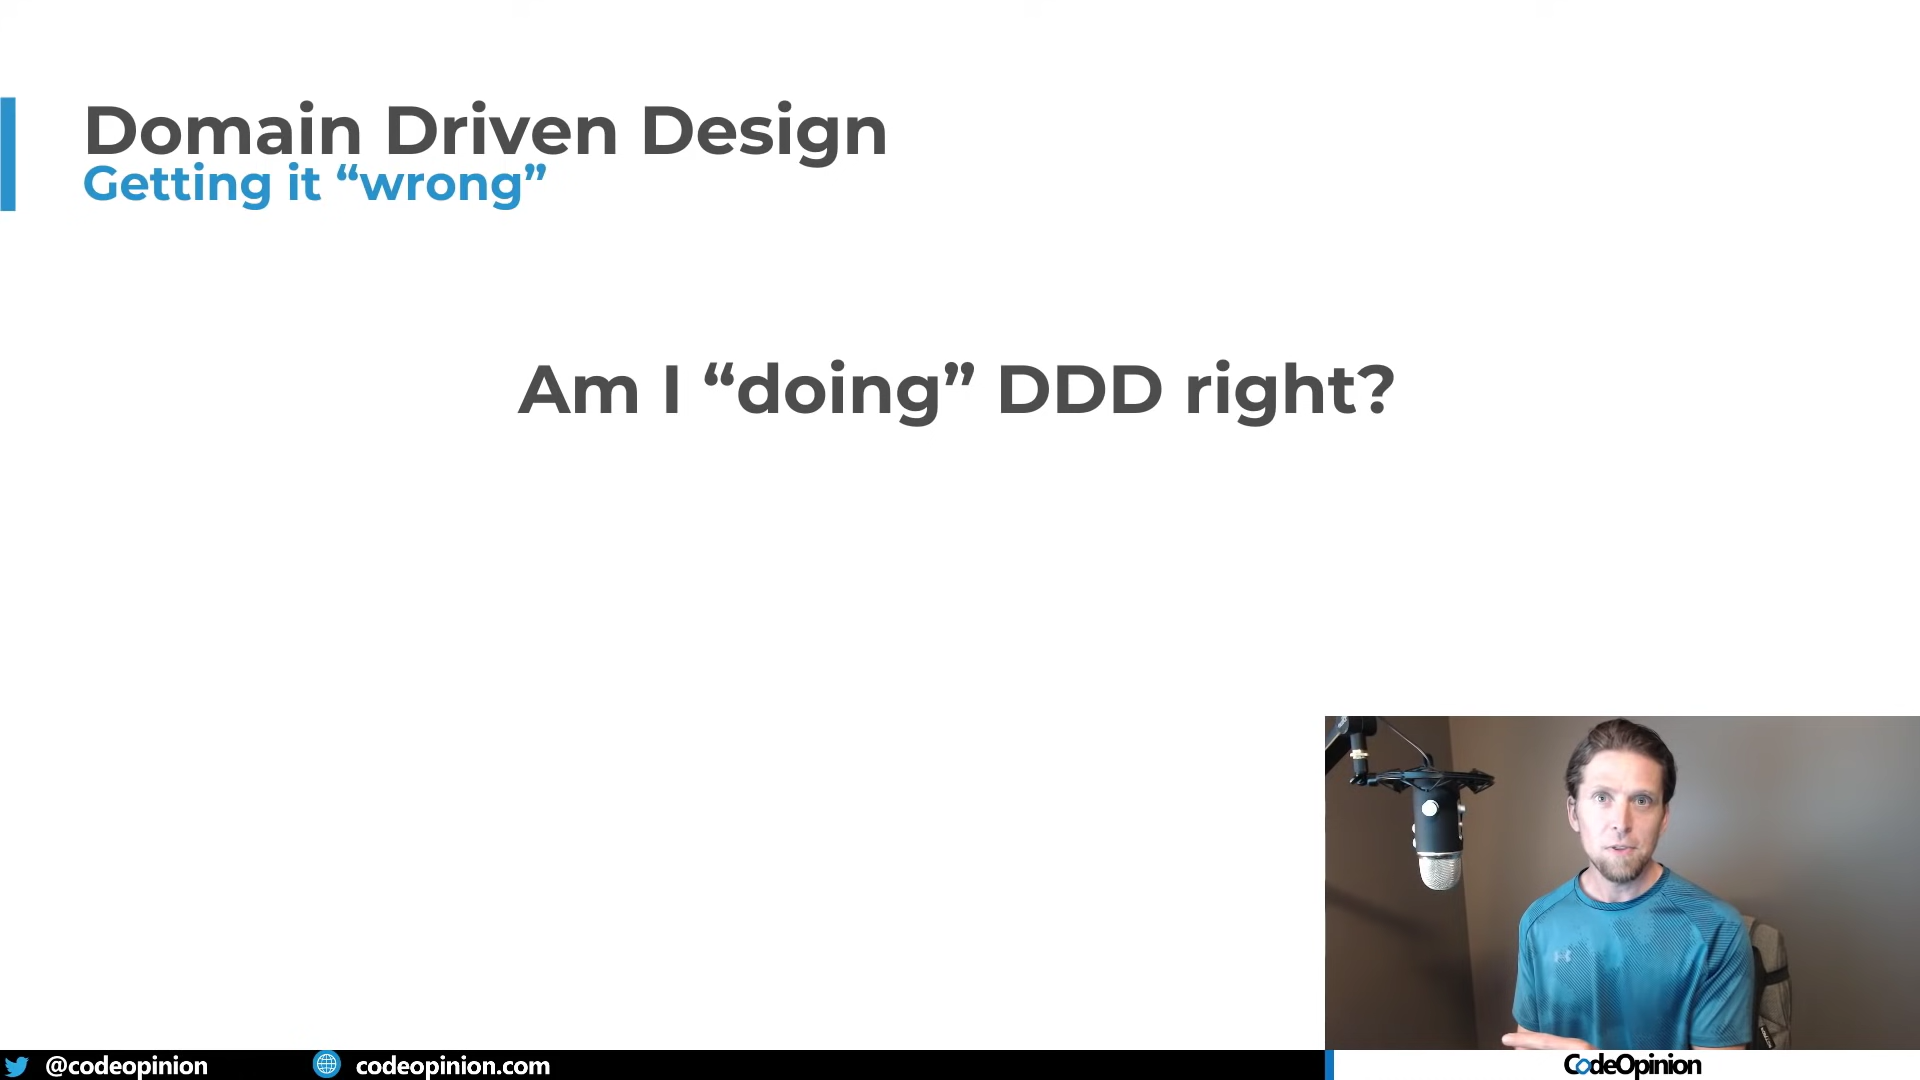 Domain Driven Design
Getting it “wrong”
Am I “doing” DDD right?
@codeopinion
codeopinion.com
CodeOpinion